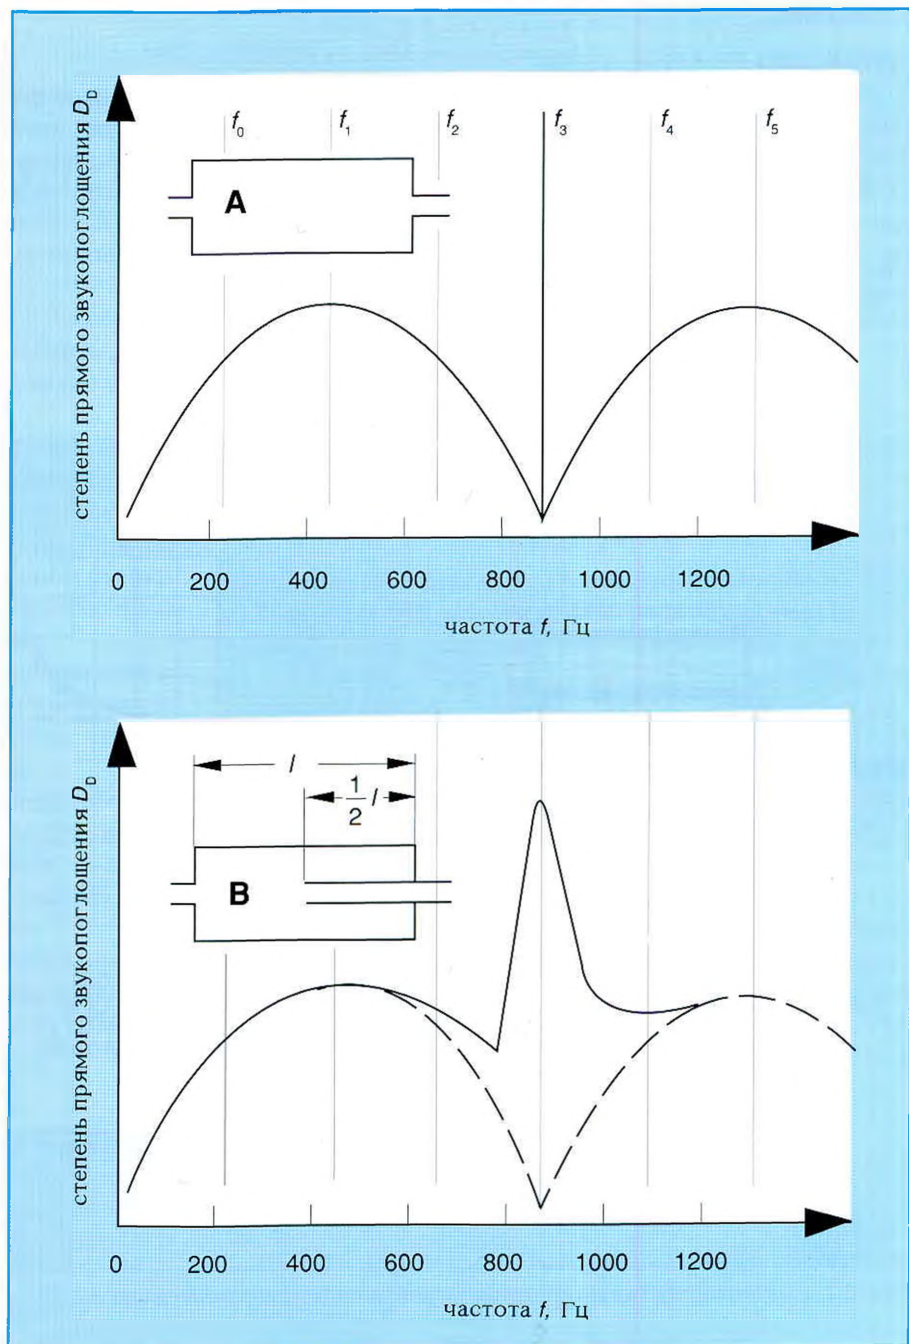 степень прямого звукопоглощения D_D
f_0 f_1 f_2 f_3 f_4 f_5
A
0 200 400 600 800 1000 1200
частота f, Гц
степень прямого звукопоглощения D_D
l
1/2 l
B
0 200 400 600 800 1000 1200
частота f, Гц